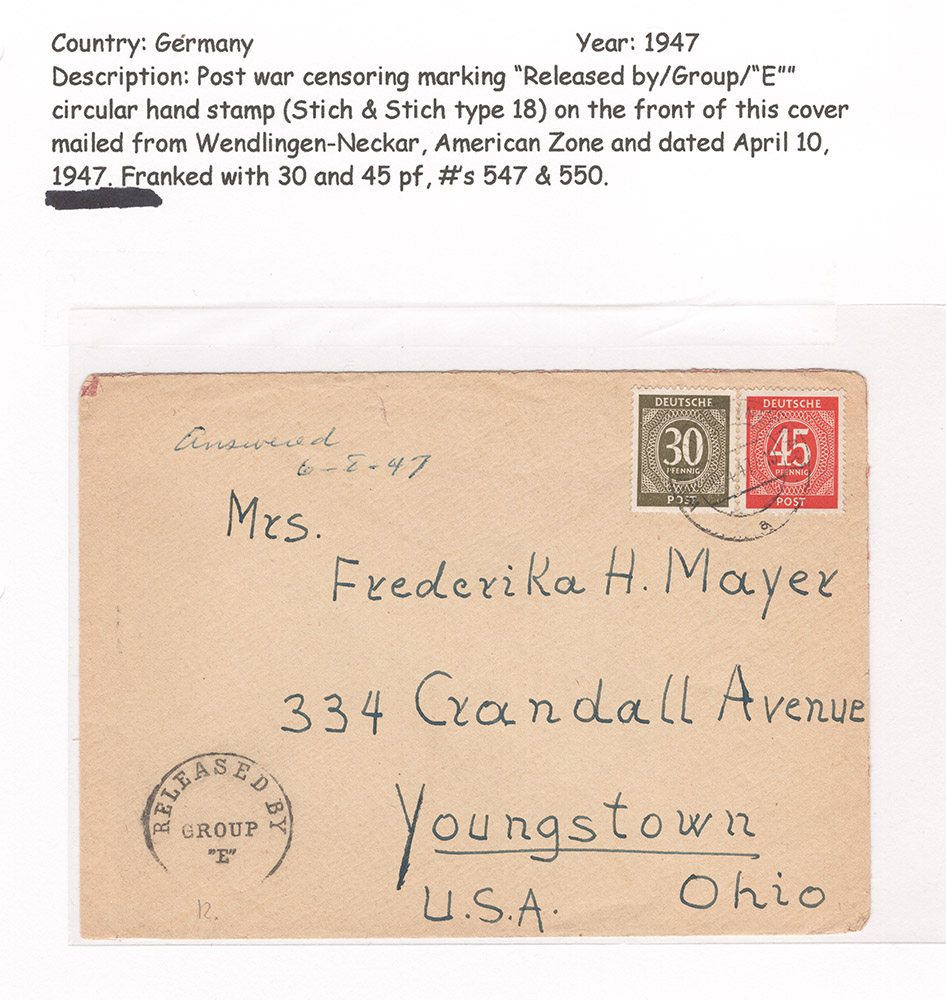 Country: Germany Year: 1947
Description: Post war censoring marking “Released by/Group/“E””
circular hand stamp (Stich & Stich type 18) on the front of this cover
mailed from Wendlingen-Neckar, American Zone and dated April 10,
1947. Franked with 30 and 45 pf, #'s 547 & 550.
DEUTSCHE
30
PFENNIG
POST
DEUTSCHE
45
PFENNIG
POST
a
Answered
6-8-47
Mrs.
Frederika H. Mayer
334 Crandall Avenue
Youngstown
Ohio
U.S.A.
RELEASED BY
GROUP
"E"
12.